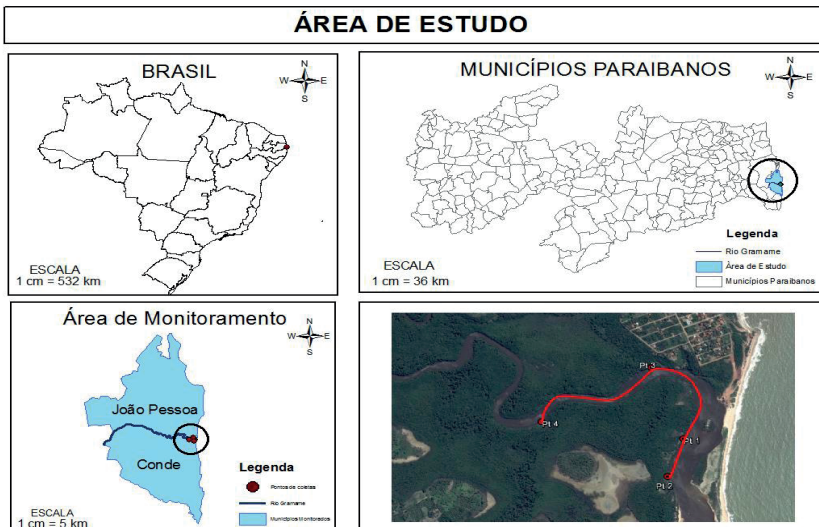 ÁREA DE ESTUDO
BRASIL
N
W
E
S
ESCALA
1 cm = 532 km
MUNICÍPIOS PARAIBANOS
N
W
E
S
Legenda
Rio Gramame
Área de Estudo
Municípios Paraibanos
ESCALA
1 cm = 36 km
Área de Monitoramento
N
W
E
S
João Pessoa
Conde
Legenda
Pontos de coletas
Rio Gramame
Municípios Monitorados
ESCALA
1 cm = 5 km
Pt.3
Pt.4
Pt.1
Pt.2